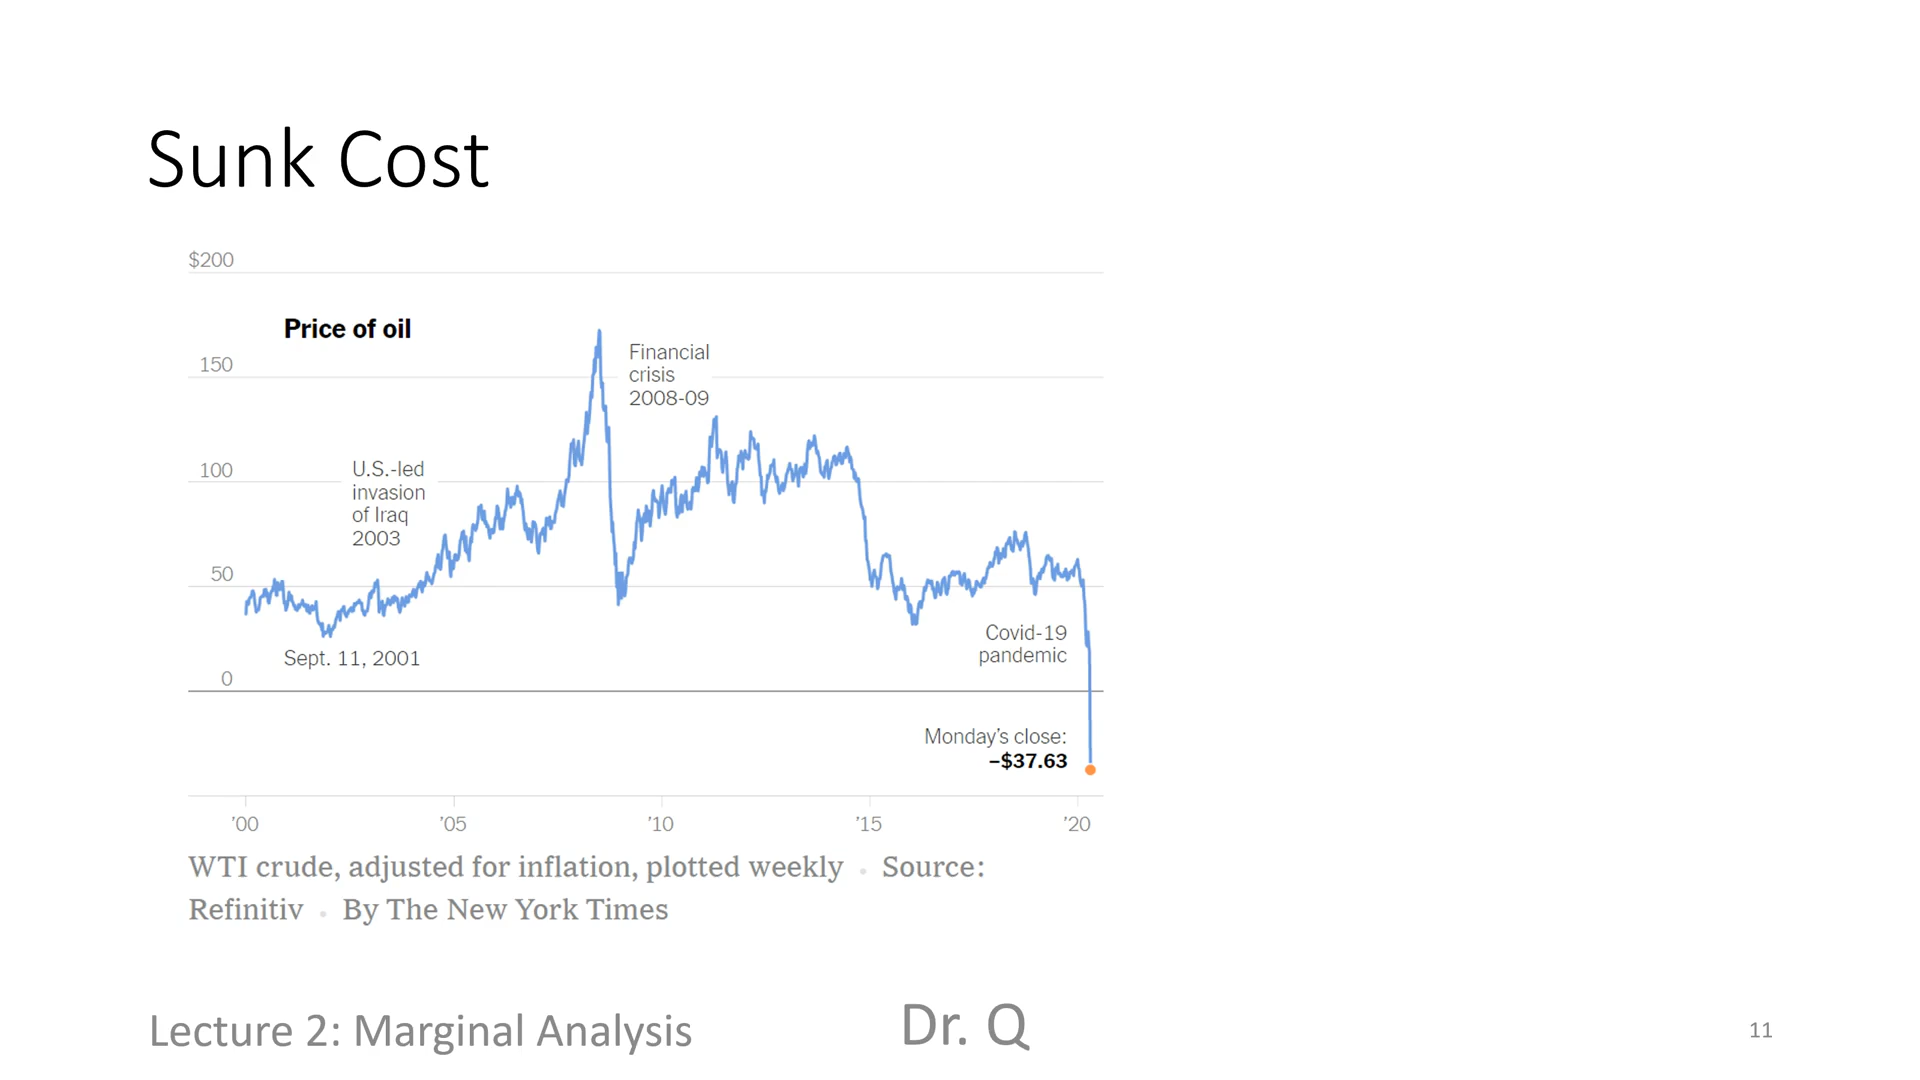 Sunk Cost
$200
Price of oil
150
Financial
crisis
2008-09
100
U.S.-led
invasion
of Iraq
2003
50
Sept. 11, 2001
0
Covid-19
pandemic
Monday’s close:
–$37.63
’00 ’05 ’10 ’15 ’20
WTI crude, adjusted for inflation, plotted weekly • Source:
Refinitiv • By The New York Times
Lecture 2: Marginal Analysis Dr. Q 11